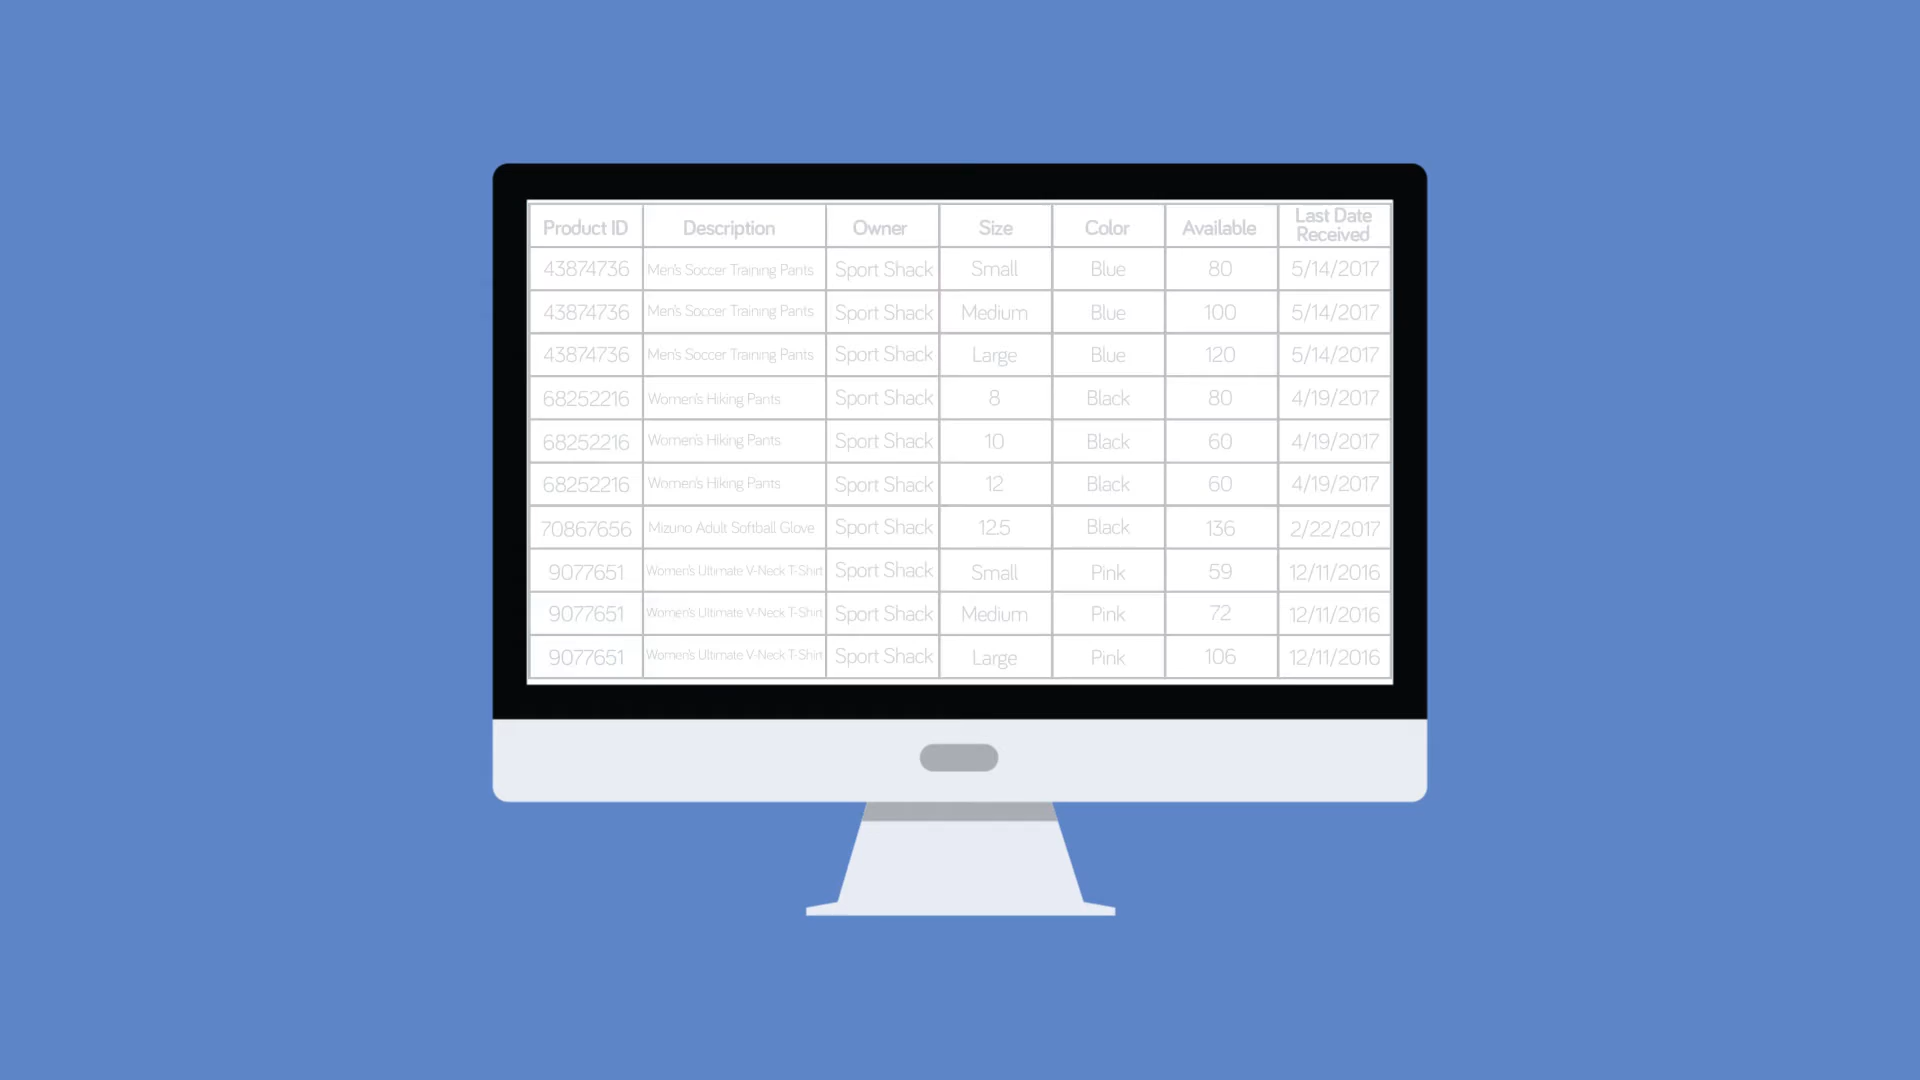 Product ID Description Owner Size Color Available Last Date Received
43874736 Men's Soccer Training Pants Sport Shack Small Blue 80 5/14/2017
43874736 Men's Soccer Training Pants Sport Shack Medium Blue 100 5/14/2017
43874736 Men's Soccer Training Pants Sport Shack Large Blue 120 5/14/2017
68252216 Women's Hiking Pants Sport Shack 8 Black 80 4/19/2017
68252216 Women's Hiking Pants Sport Shack 10 Black 60 4/19/2017
68252216 Women's Hiking Pants Sport Shack 12 Black 60 4/19/2017
70867656 Mizuno Adult Softball Glove Sport Shack 12.5 Black 136 2/22/2017
9077651 Women's Ultimate V-Neck T-Shirt Sport Shack Small Pink 59 12/11/2016
9077651 Women's Ultimate V-Neck T-Shirt Sport Shack Medium Pink 72 12/11/2016
9077651 Women's Ultimate V-Neck T-Shirt Sport Shack Large Pink 106 12/11/2016